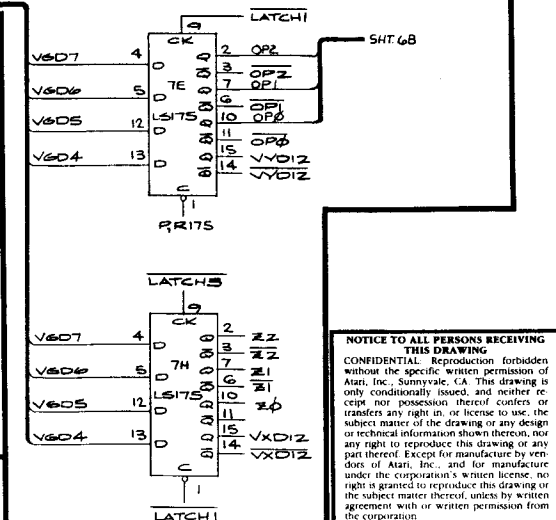 LATCH1
9
CK
VGD7 4 D
VGD6 5 D
VGD5 12 D
VGD4 13 D
7E
LS175
Q 2 OP2
Q 3 OP2
Q 7 OP1
Q 6 OP1
Q 10 OPØ
Q 11 OPØ
Q 15 VYD12
Q 14 VYD12
C
1
P,R175
SHT. 6B
LATCH3
9
CK
VGD7 4 D
VGD6 5 D
VGD5 12 D
VGD4 13 D
7H
LS175
Q 2 Z2
Q 3 Z2
Q 7 Z1
Q 6 Z1
Q 10 ZØ
Q 11
Q 15 VXD12
Q 14 VXD12
C
1
LATCH1
NOTICE TO ALL PERSONS RECEIVING
THIS DRAWING
CONFIDENTIAL: Reproduction forbidden
without the specific written permission of
Atari, Inc., Sunnyvale, CA. This drawing is
only conditionally issued, and neither re-
ceipt nor possession thereof confers or
transfers any right in, or license to use, the
subject matter of the drawing or any design
or technical information shown thereon, nor
any right to reproduce this drawing or any
part thereof. Except for manufacture by ven-
dors of Atari, Inc., and for manufacture
under the corporation's written license, no
right is granted to reproduce this drawing or
the subject matter thereof, unless by written
agreement with or written permission from
the corporation.